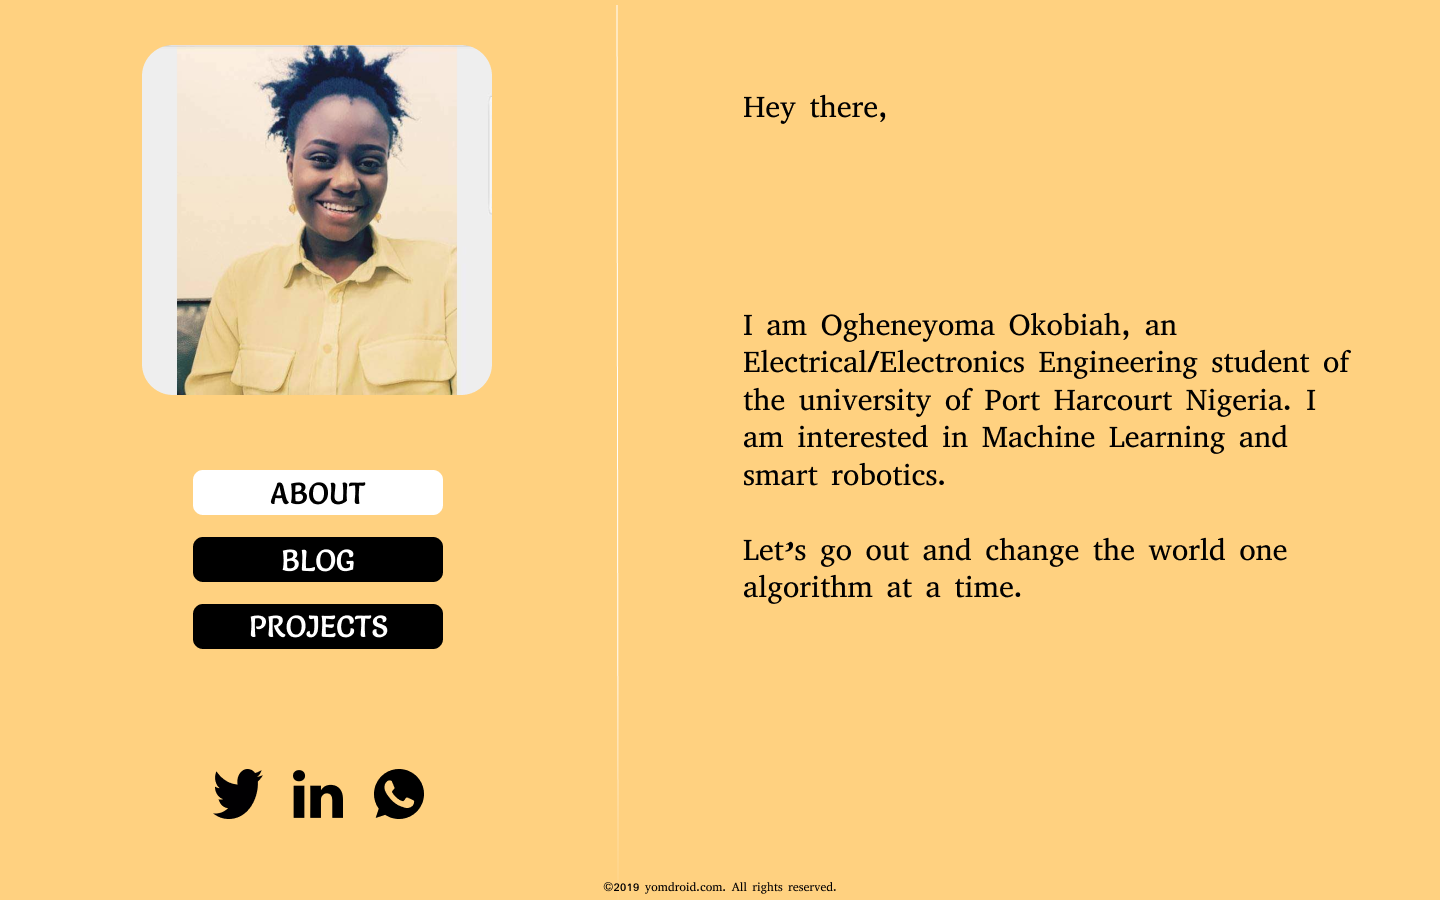 Hey there,
I am Ogheneyoma Okobiah, an
Electrical/Electronics Engineering student of
the university of Port Harcourt Nigeria. I
am interested in Machine Learning and
smart robotics.
Let’s go out and change the world one
algorithm at a time.
ABOUT
BLOG
PROJECTS
in
©2019 yomdroid.com. All rights reserved.